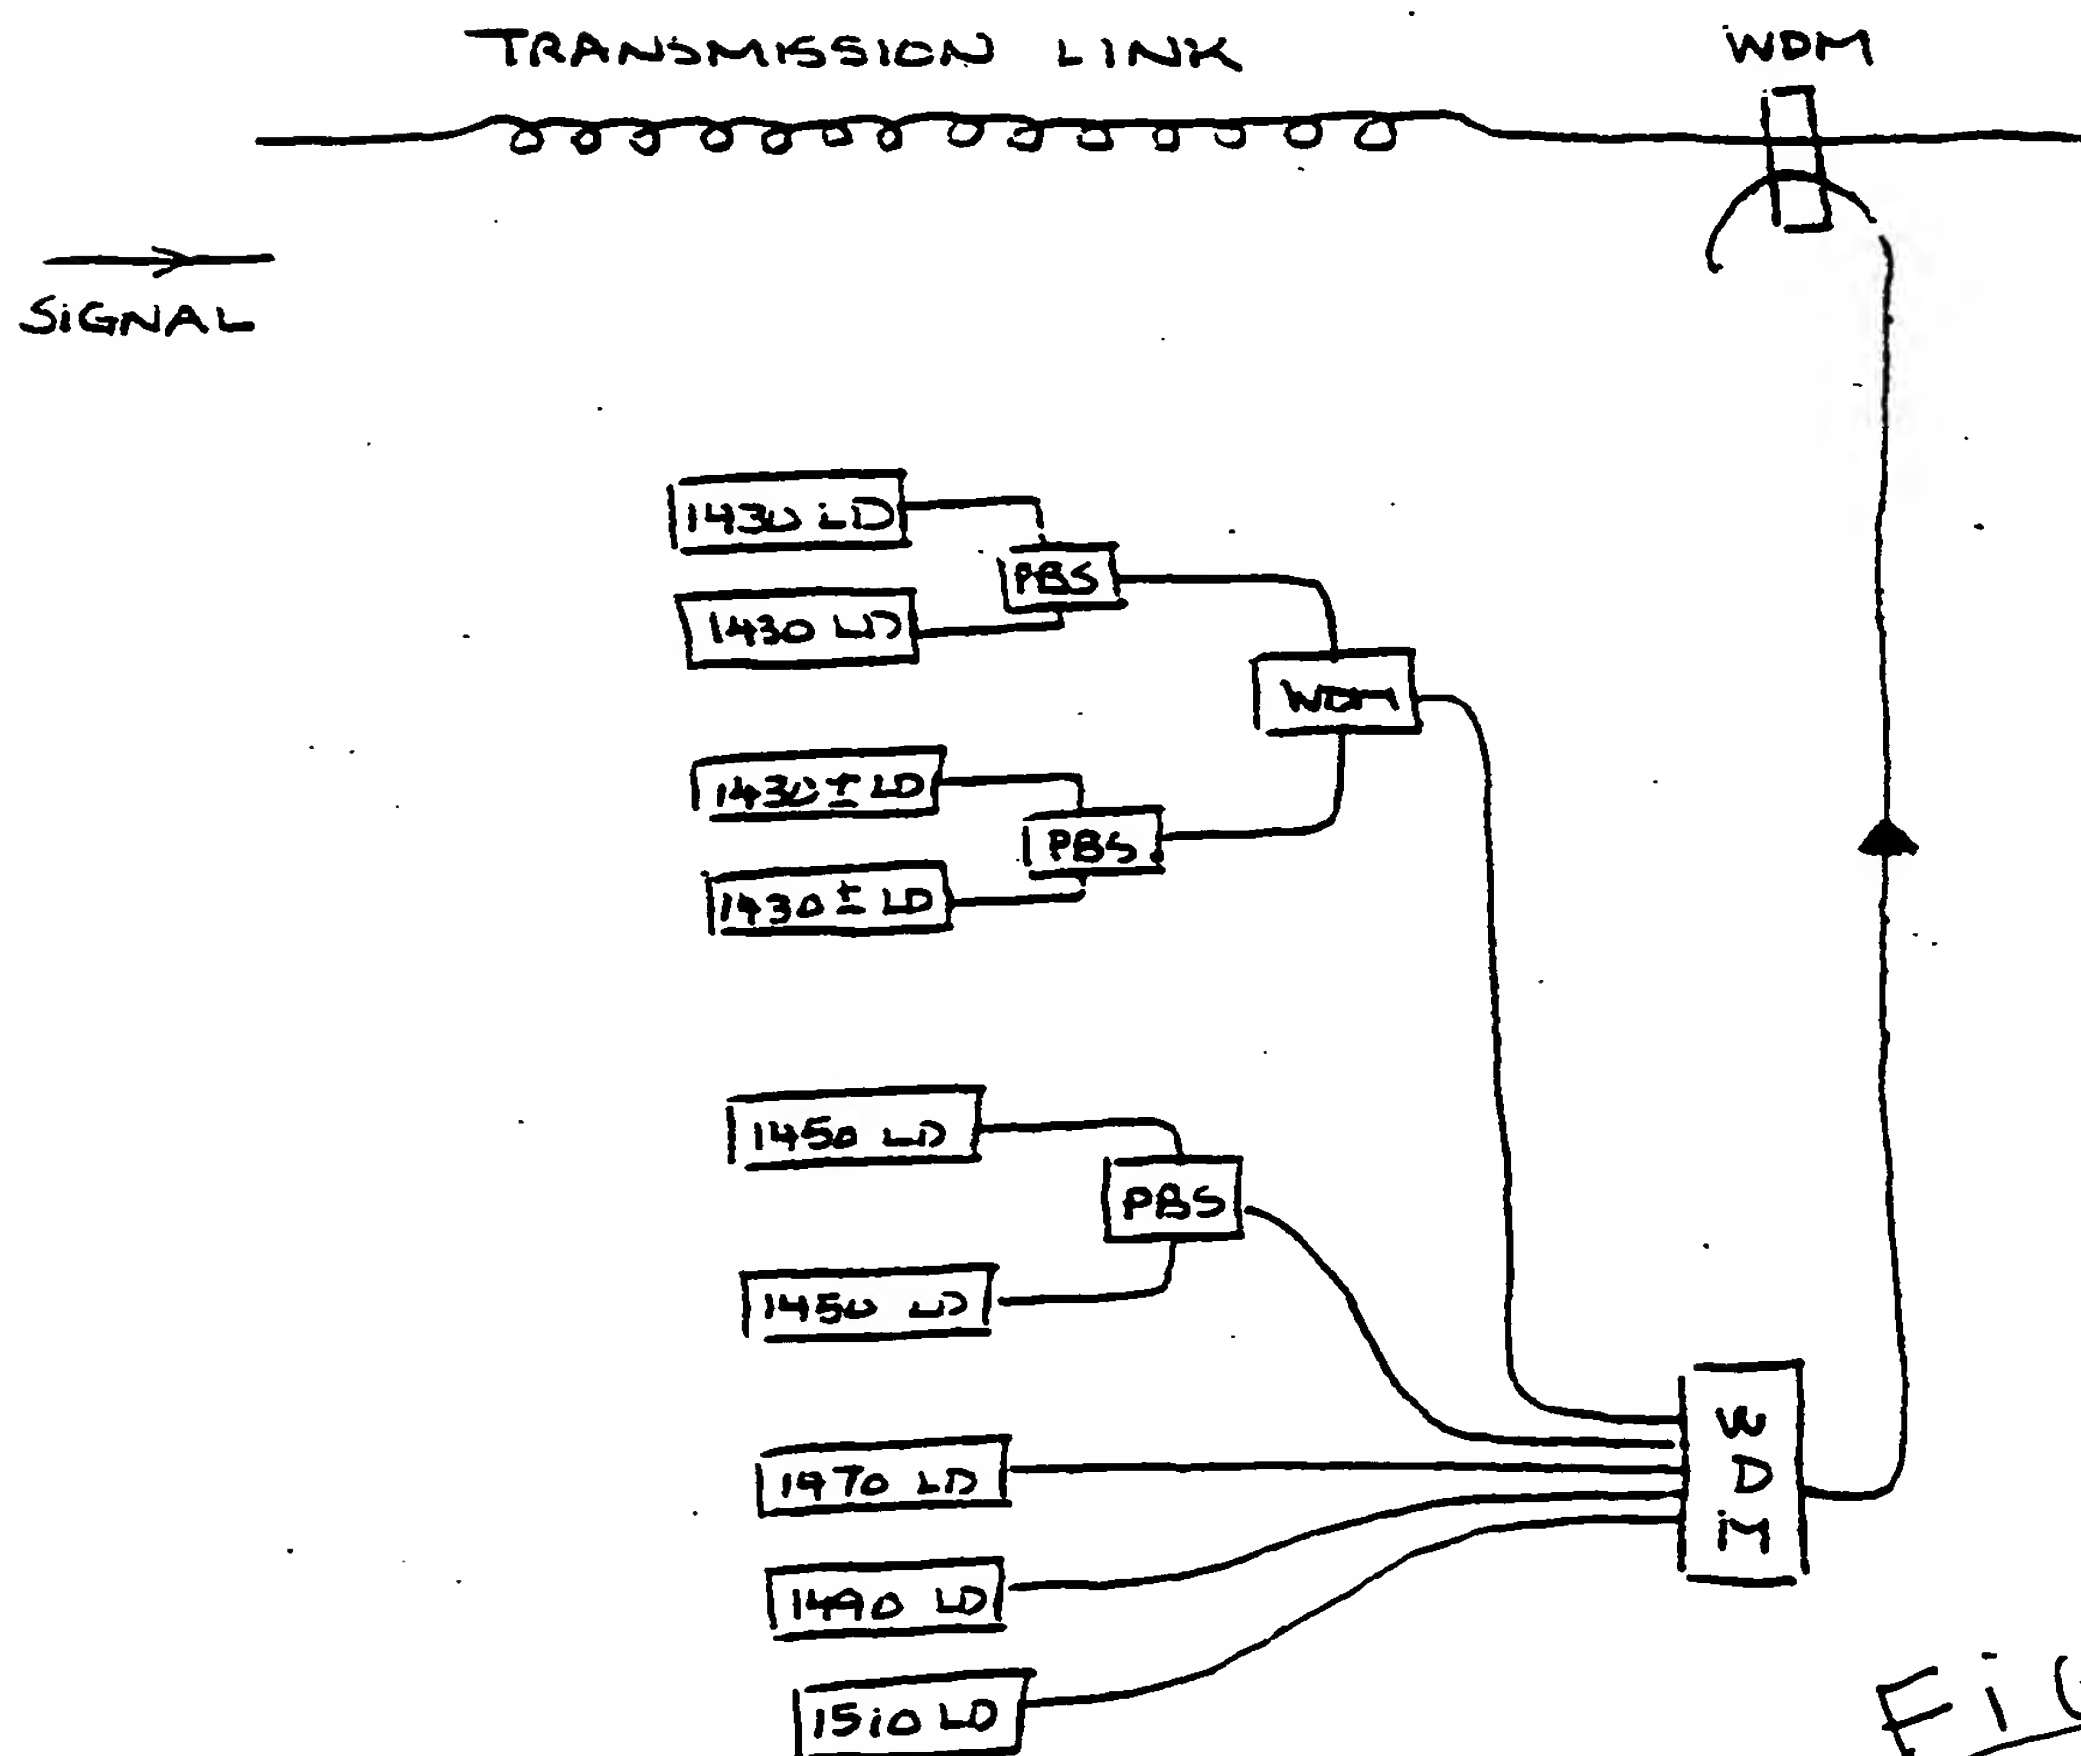 TRANSMISSION LINK
WDM
SIGNAL
1430 LD
PBS
1430 LD
WDM
1430 ± LD
PBS
1430 ± LD
1450 LD
PBS
1450 LD
WDM
1470 LD
1490 LD
1510 LD